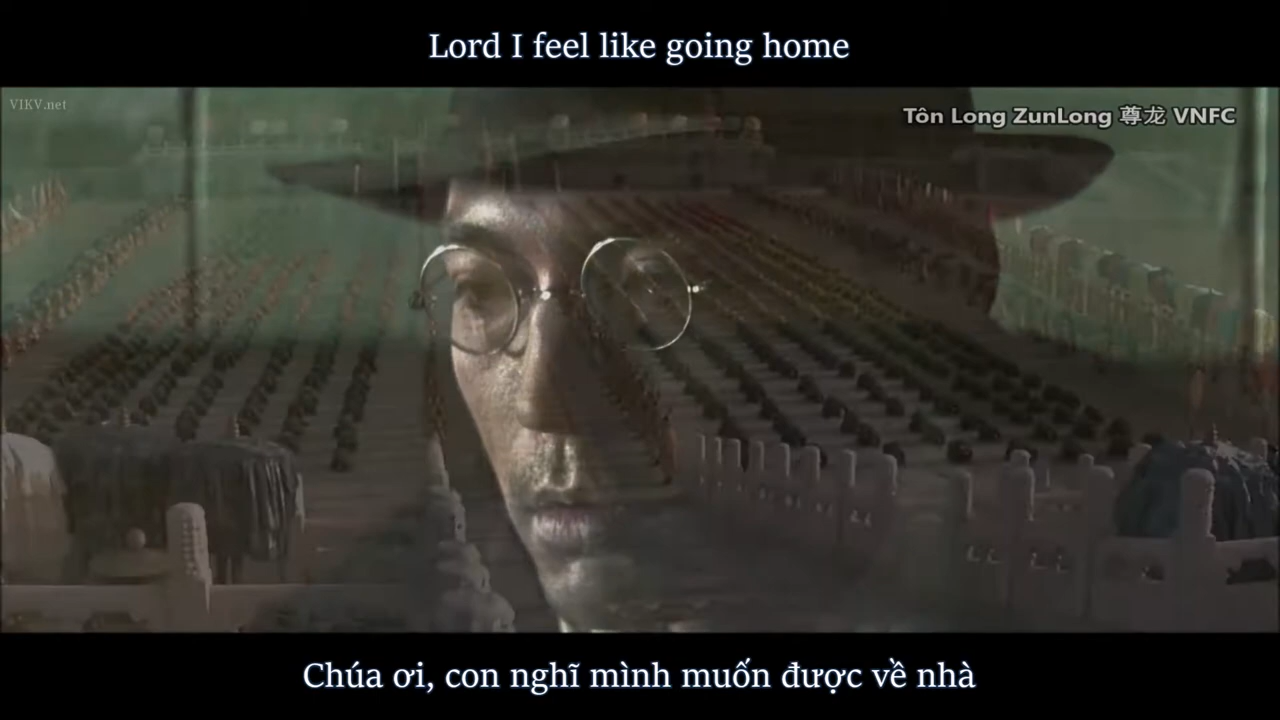 Lord I feel like going home
VIKV.net
Tôn Long ZunLong 尊龙 VNFC
Chúa ơi, con nghĩ mình muốn được về nhà